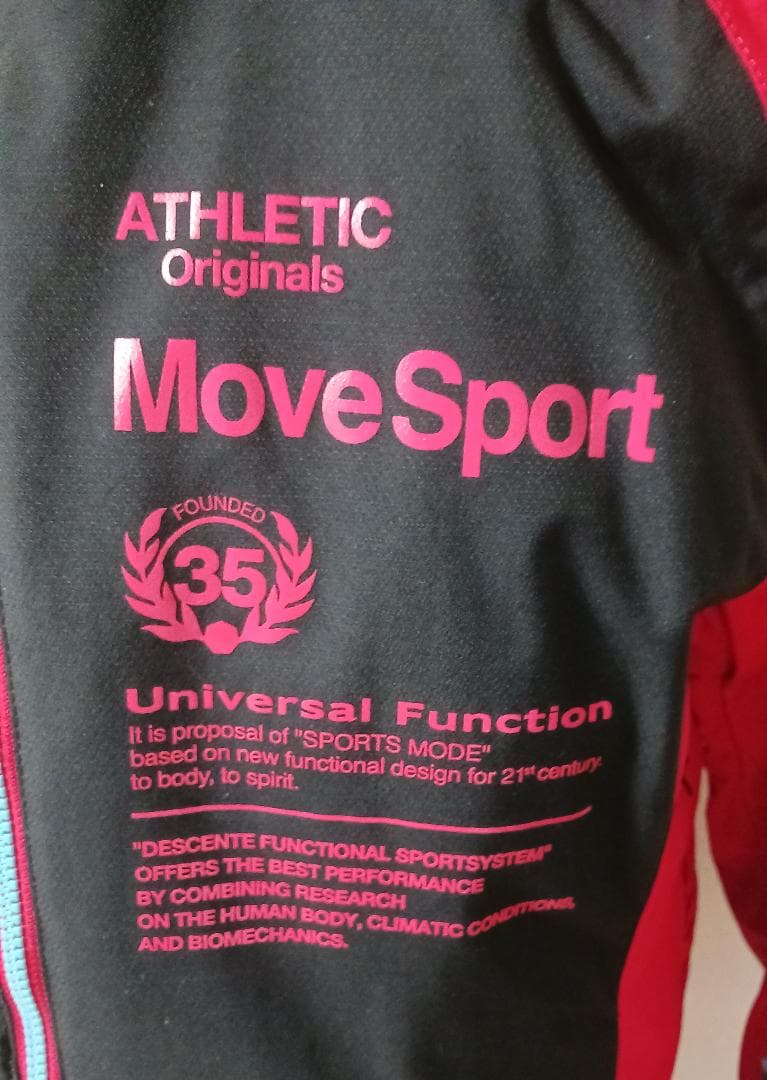 ATHLETIC
Originals
Move Sport
FOUNDED
35
Universal Function
It is proposal of "SPORTS MODE"
based on new functional design for 21st century.
to body, to spirit.
"DESCENTE FUNCTIONAL SPORTSYSTEM"
OFFERS THE BEST PERFORMANCE
BY COMBINING RESEARCH
ON THE HUMAN BODY, CLIMATIC CONDITIONS,
AND BIOMECHANICS.